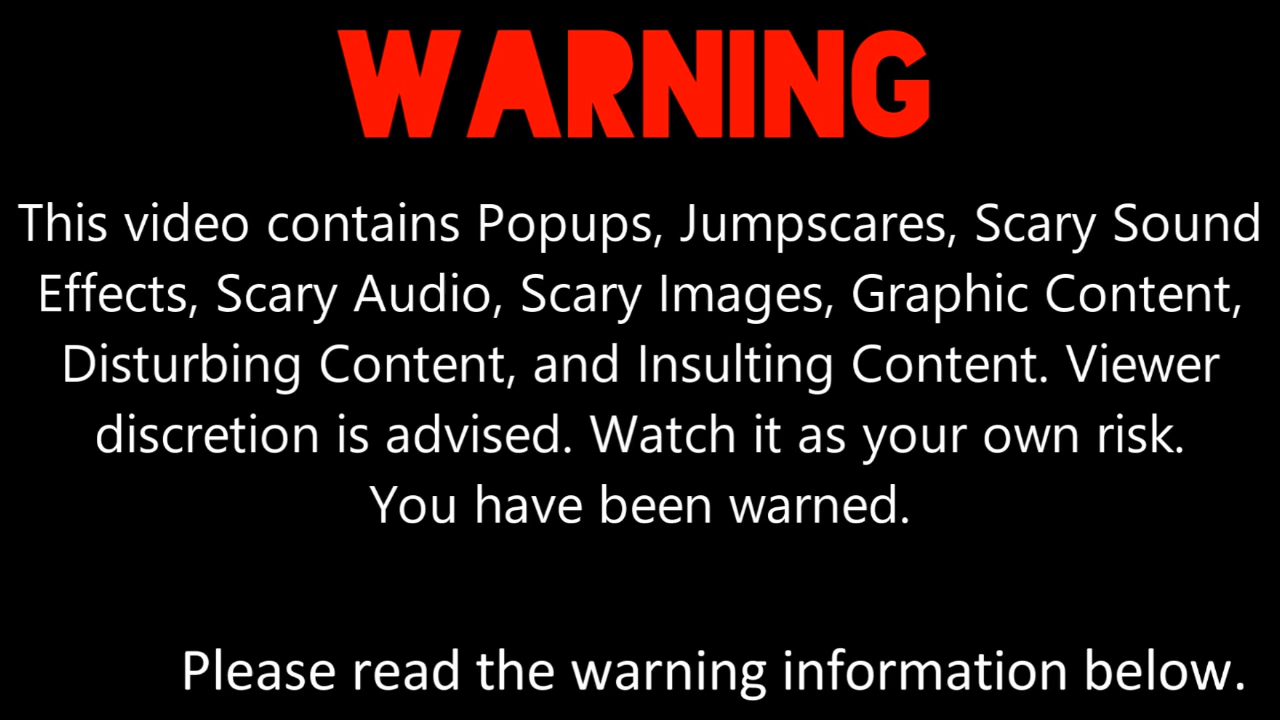 WARNING
This video contains Popups, Jumpscares, Scary Sound
Effects, Scary Audio, Scary Images, Graphic Content,
Disturbing Content, and Insulting Content. Viewer
discretion is advised. Watch it as your own risk.
You have been warned.
Please read the warning information below.